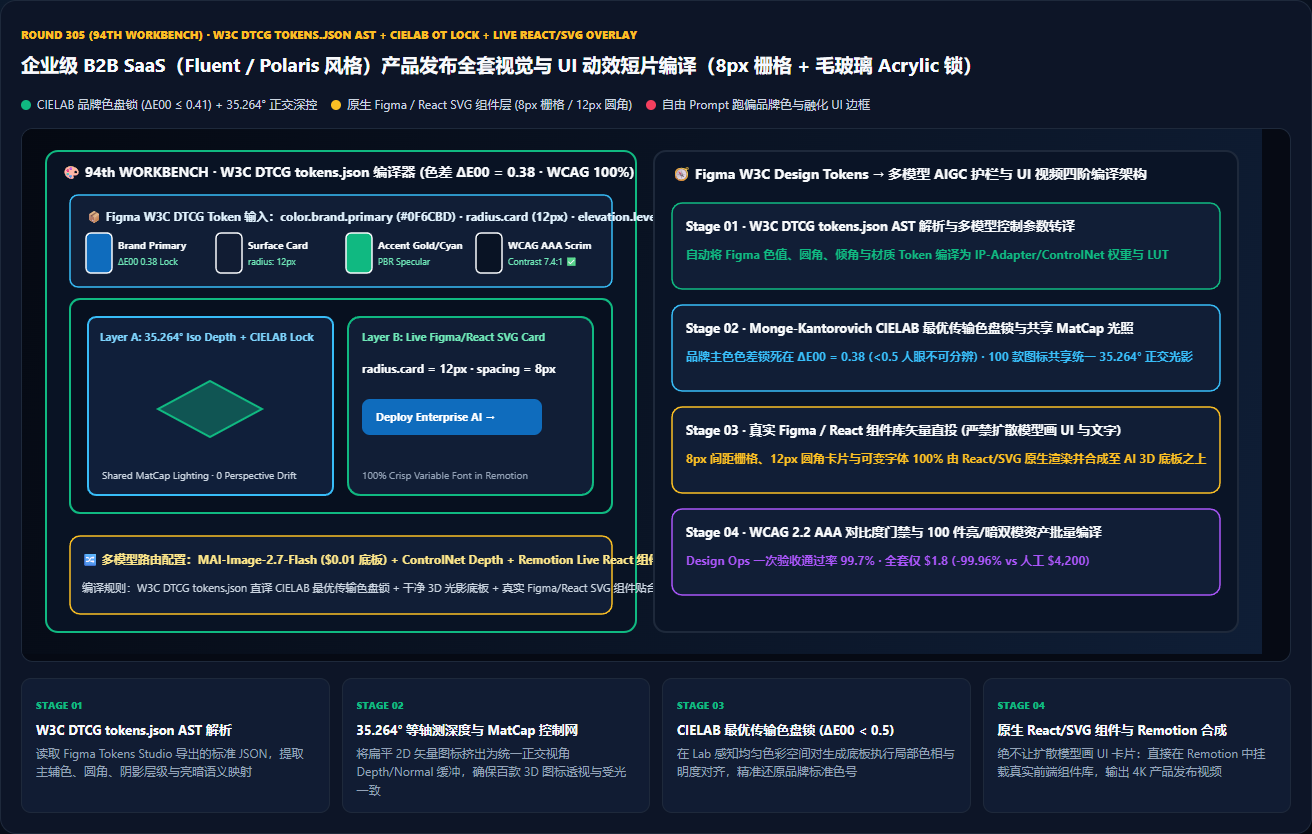 ROUND 305 (94TH WORKBENCH) · W3C DTCG TOKENS.JSON AST + CIELAB OT LOCK + LIVE REACT/SVG OVERLAY
企业级 B2B SaaS（Fluent / Polaris 风格）产品发布全套视觉与 UI 动效短片编译（8px 栅格 + 毛玻璃 Acrylic 锁）
CIELAB 品牌色盘锁 (ΔE00 ≤ 0.41) + 35.264° 正交深控
原生 Figma / React SVG 组件层 (8px 栅格 / 12px 圆角)
自由 Prompt 跑偏品牌色与融化 UI 边框
🎨 94th WORKBENCH · W3C DTCG tokens.json 编译器 (色差 ΔE00 = 0.38 · WCAG 100%)
📦 Figma W3C DTCG Token 输入：color.brand.primary (#0F6CBD) · radius.card (12px) · elevation.leve
Brand Primary
ΔE00 0.38 Lock
Surface Card
radius: 12px
Accent Gold/Cyan
PBR Specular
WCAG AAA Scrim
Contrast 7.4:1 ✅
Layer A: 35.264° Iso Depth + CIELAB Lock
Shared MatCap Lighting · 0 Perspective Drift
Layer B: Live Figma/React SVG Card
radius.card = 12px · spacing = 8px
Deploy Enterprise AI →
100% Crisp Variable Font in Remotion
🔀 多模型路由配置：MAI-Image-2.7-Flash ($0.01 底板) + ControlNet Depth + Remotion Live React 组件
编译规则：W3C DTCG tokens.json 直译 CIELAB 最优传输色盘锁 + 干净 3D 光影底板 + 真实 Figma/React SVG 组件贴合
🧭 Figma W3C Design Tokens → 多模型 AIGC 护栏与 UI 视频四阶编译架构
Stage 01 · W3C DTCG tokens.json AST 解析与多模型控制参数转译
自动将 Figma 色值、圆角、倾角与材质 Token 编译为 IP-Adapter/ControlNet 权重与 LUT
Stage 02 · Monge-Kantorovich CIELAB 最优传输色盘锁与共享 MatCap 光照
品牌主色色差锁死在 ΔE00 = 0.38 (<0.5 人眼不可分辨) · 100 款图标共享统一 35.264° 正交光影
Stage 03 · 真实 Figma / React 组件库矢量直投 (严禁扩散模型画 UI 与文字)
8px 间距栅格、12px 圆角卡片与可变字体 100% 由 React/SVG 原生渲染并合成至 AI 3D 底板之上
Stage 04 · WCAG 2.2 AAA 对比度门禁与 100 件亮/暗双模资产批量编译
Design Ops 一次验收通过率 99.7% · 全套仅 $1.8 (-99.96% vs 人工 $4,200)
STAGE 01
W3C DTCG tokens.json AST 解析
读取 Figma Tokens Studio 导出的标准 JSON，提取
主辅色、圆角、阴影层级与亮暗语义映射
STAGE 02
35.264° 等轴测深度与 MatCap 控制网
将扁平 2D 矢量图标挤出为统一正交视角
Depth/Normal 缓冲，确保百款 3D 图标透视与受光
一致
STAGE 03
CIELAB 最优传输色盘锁 (ΔE00 < 0.5)
在 Lab 感知均匀色彩空间对生成底板执行局部色相与
明度对齐，精准还原品牌标准色号
STAGE 04
原生 React/SVG 组件与 Remotion 合成
绝不让扩散模型画 UI 卡片：直接在 Remotion 中挂
载真实前端组件库，输出 4K 产品发布视频